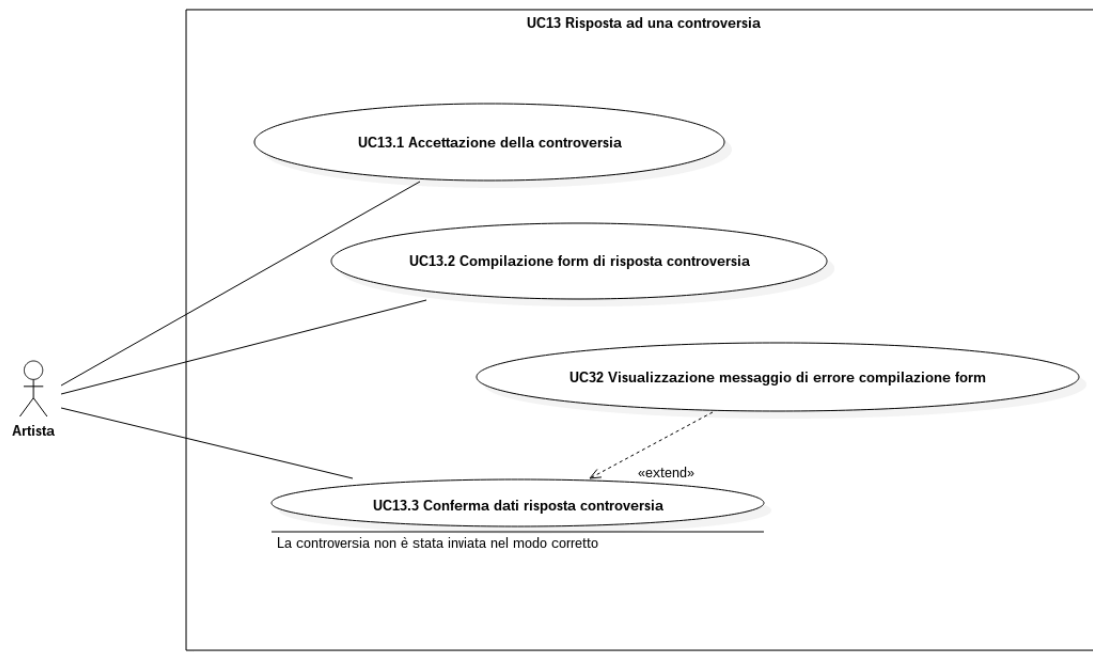 UC13 Risposta ad una controversia
UC13.1 Accettazione della controversia
UC13.2 Compilazione form di risposta controversia
UC32 Visualizzazione messaggio di errore compilazione form
Artista
«extend»
UC13.3 Conferma dati risposta controversia
La controversia non è stata inviata nel modo corretto